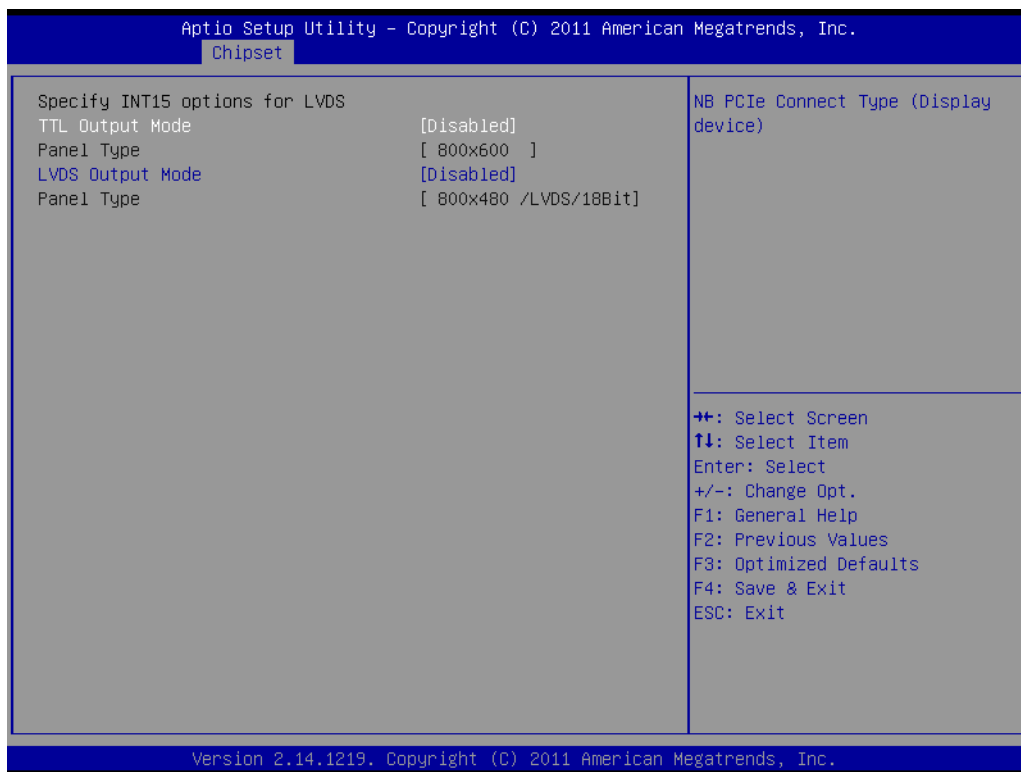 Aptio Setup Utility – Copyright (C) 2011 American Megatrends, Inc.
Chipset
Specify INT15 options for LVDS
TTL Output Mode [Disabled]
Panel Type [ 800x600 ]
LVDS Output Mode [Disabled]
Panel Type [ 800x480 /LVDS/18Bit]
NB PCIe Connect Type (Display
device)
→←: Select Screen
↑↓: Select Item
Enter: Select
+/-: Change Opt.
F1: General Help
F2: Previous Values
F3: Optimized Defaults
F4: Save & Exit
ESC: Exit
Version 2.14.1219. Copyright (C) 2011 American Megatrends, Inc.